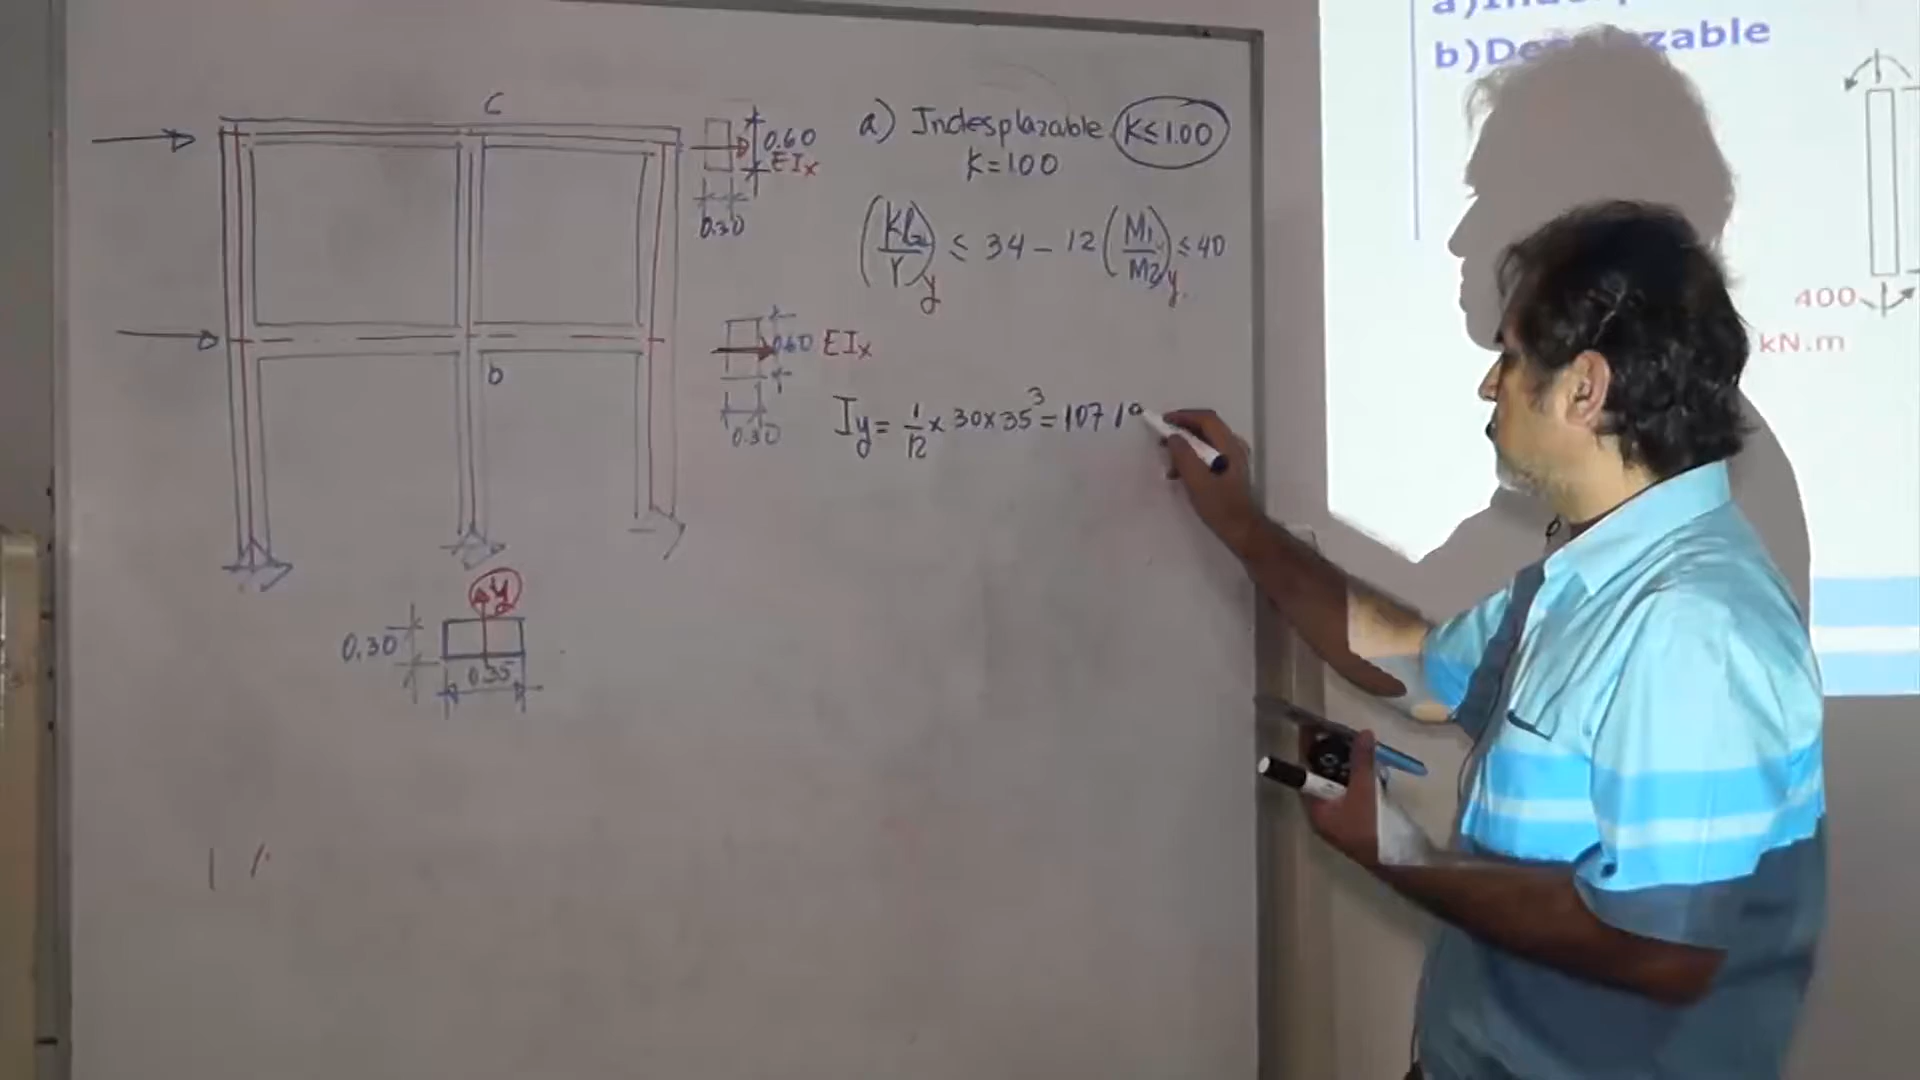 C
0.60
EIx
0.30
b
0.60 EIx
0.30
y
0.30
0.35
a) Indesplazable K≤1.00
K=1.00
(Klu/r)y ≤ 34 - 12 (M1/M2)y ≤ 40
Iy = 1/12 x 30x35³ = 107 1
b)De zable
400
kN.m